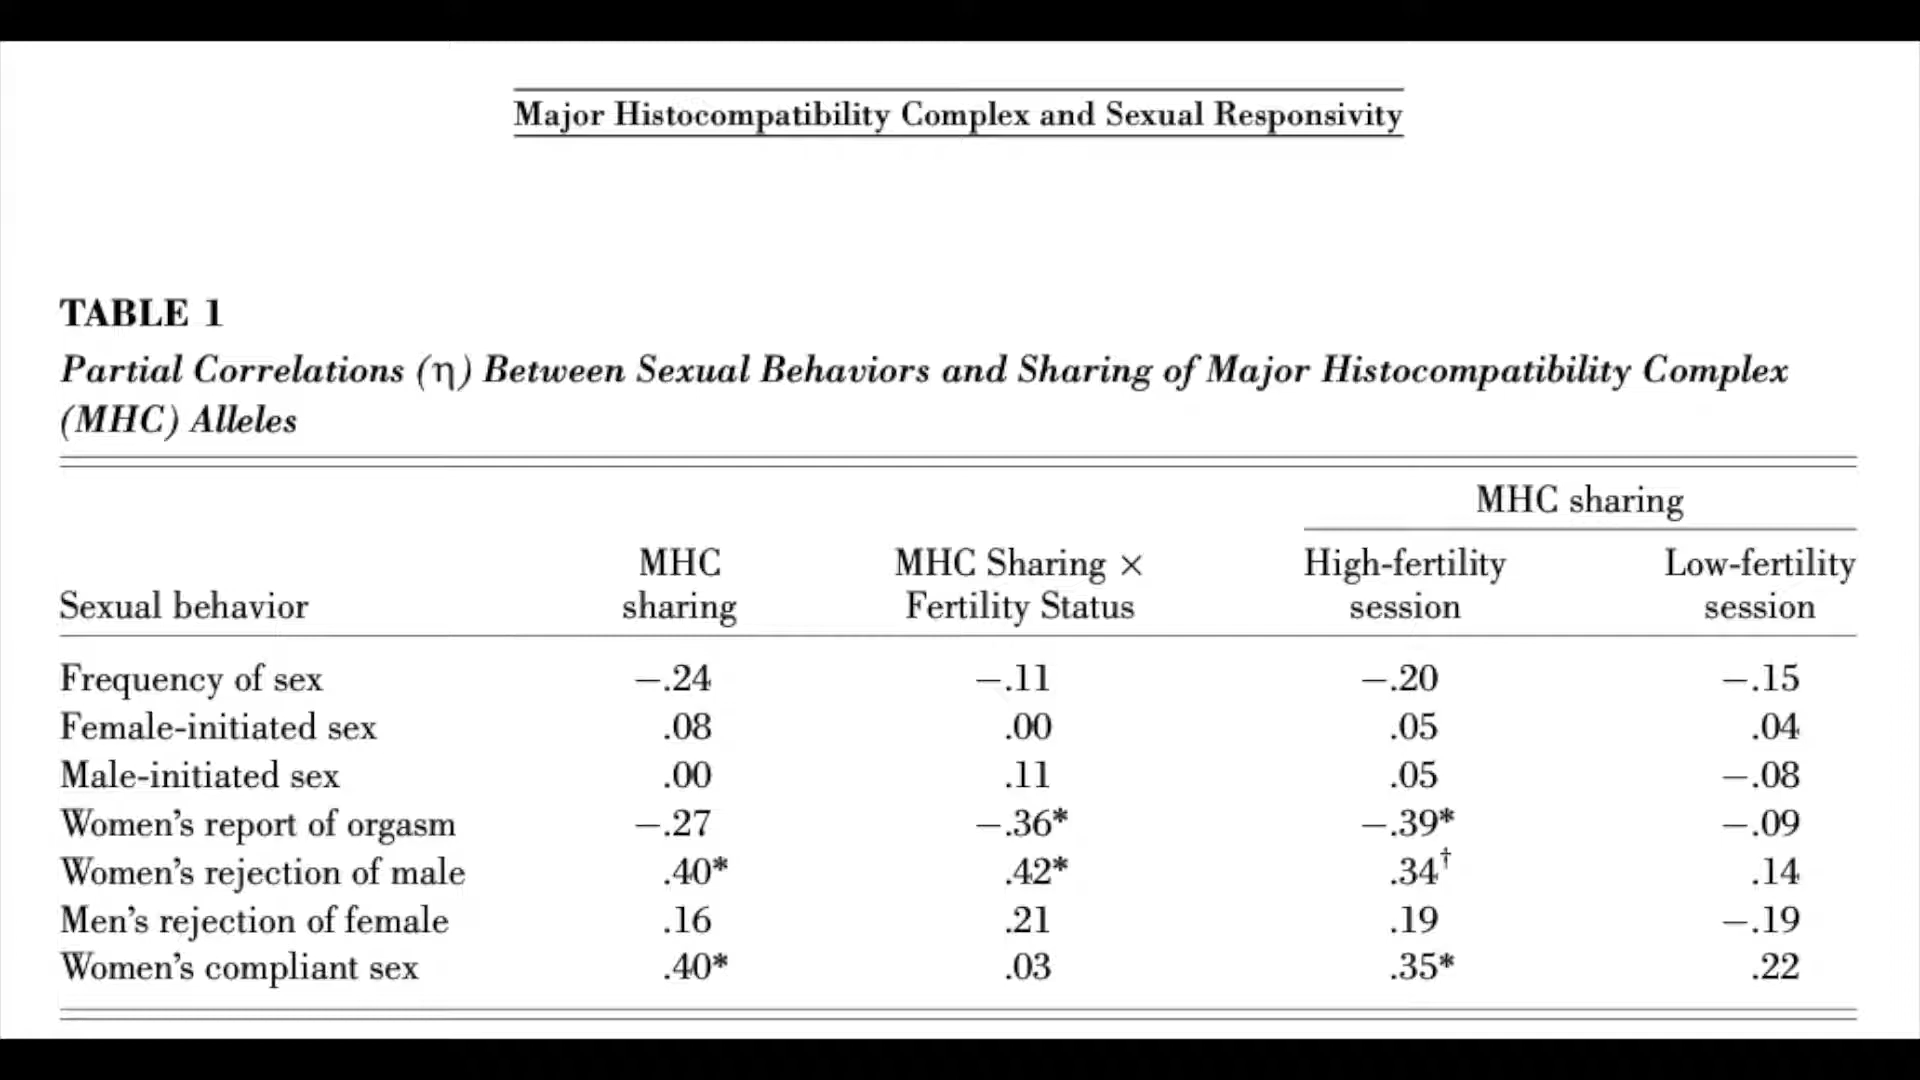 Major Histocompatibility Complex and Sexual Responsivity
TABLE 1
Partial Correlations (η) Between Sexual Behaviors and Sharing of Major Histocompatibility Complex
(MHC) Alleles
MHC sharing
MHC MHC Sharing × High-fertility Low-fertility
Sexual behavior sharing Fertility Status session session
Frequency of sex −.24 −.11 −.20 −.15
Female-initiated sex .08 .00 .05 .04
Male-initiated sex .00 .11 .05 −.08
Women’s report of orgasm −.27 −.36* −.39* −.09
Women’s rejection of male .40* .42* .34† .14
Men’s rejection of female .16 .21 .19 −.19
Women’s compliant sex .40* .03 .35* .22